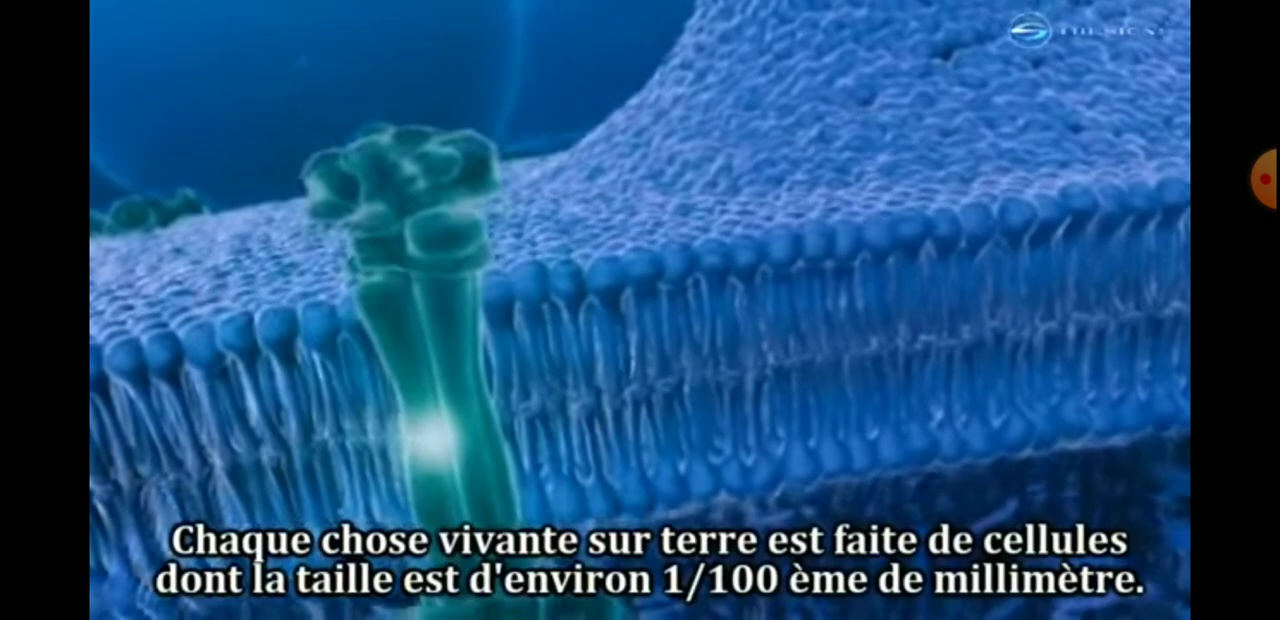 Chaque chose vivante sur terre est faite de cellules
dont la taille est d'environ 1/100 ème de millimètre.